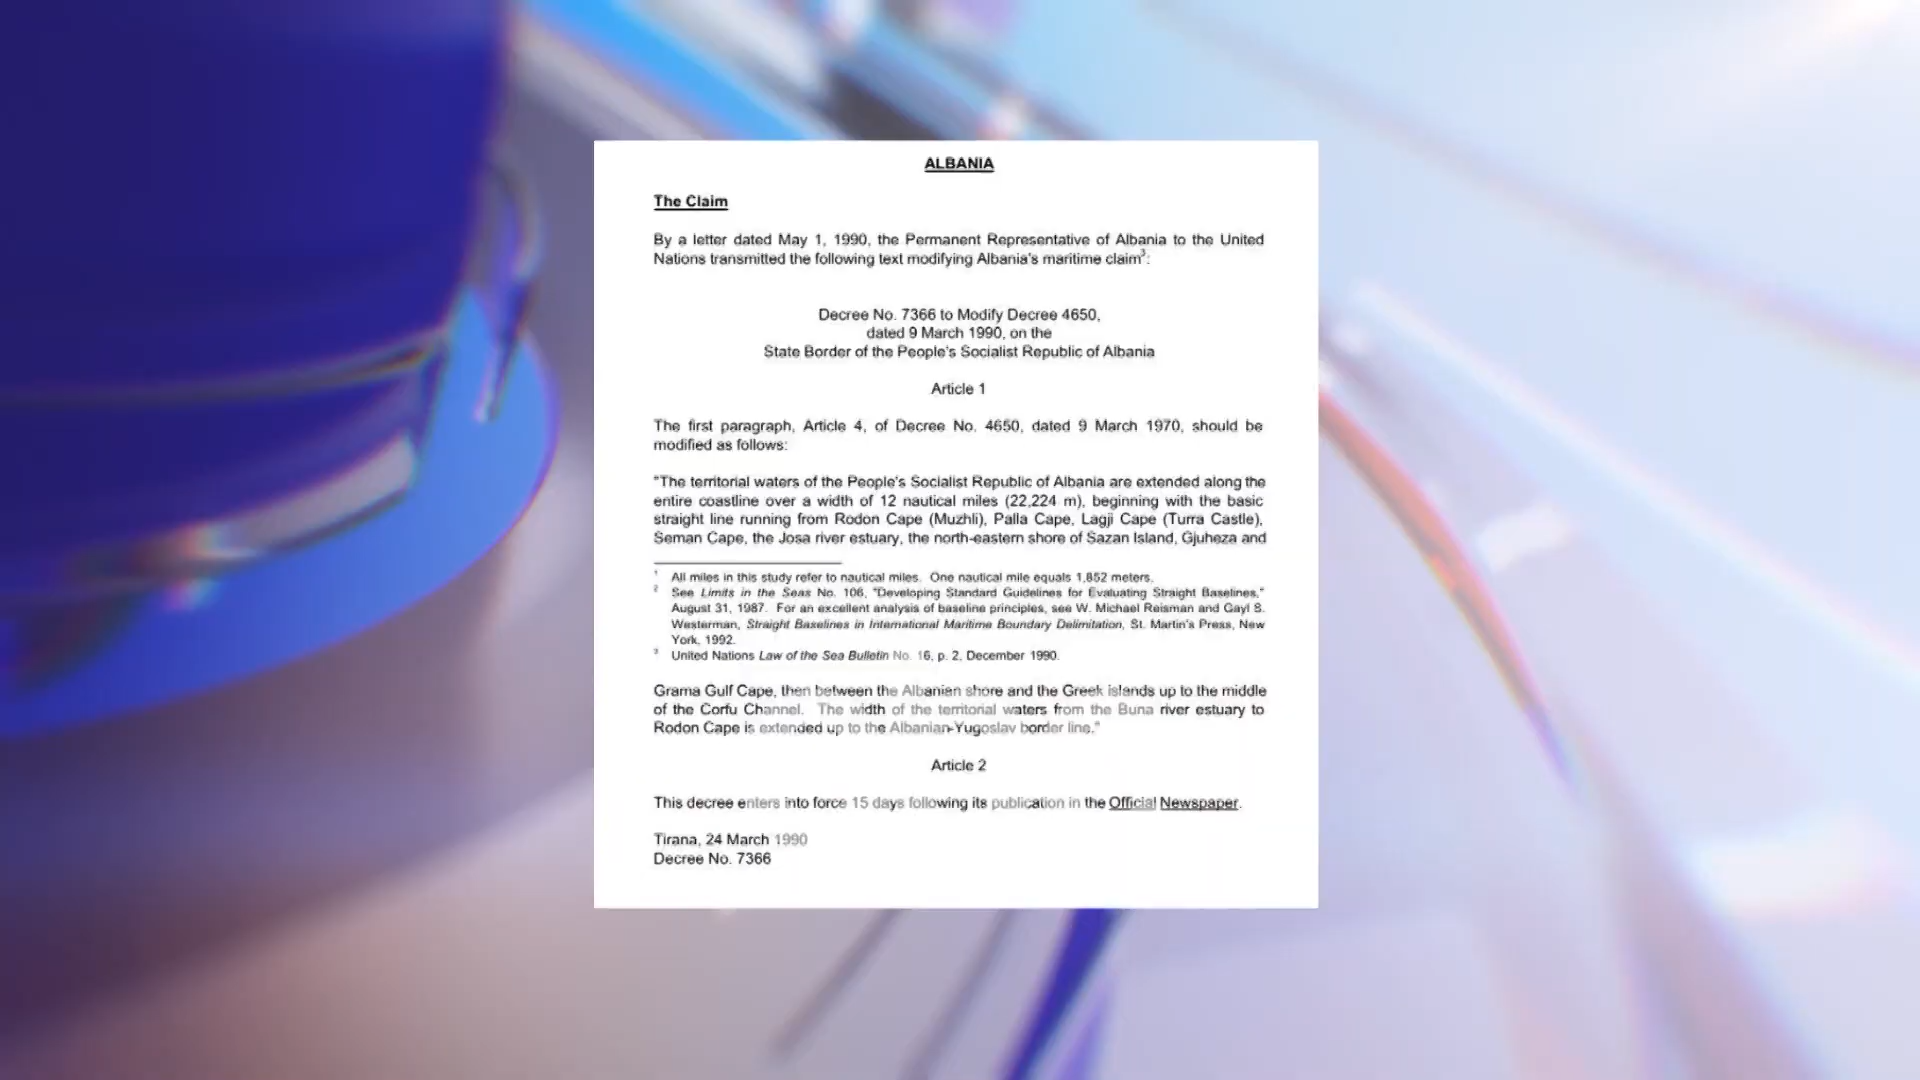 ALBANIA
The Claim
By a letter dated May 1, 1990, the Permanent Representative of Albania to the United
Nations transmitted the following text modifying Albania's maritime claim³:
Decree No. 7366 to Modify Decree 4650,
dated 9 March 1990, on the
State Border of the People's Socialist Republic of Albania
Article 1
The first paragraph, Article 4, of Decree No. 4650, dated 9 March 1970, should be
modified as follows:
"The territorial waters of the People's Socialist Republic of Albania are extended along the
entire coastline over a width of 12 nautical miles (22,224 m), beginning with the basic
straight line running from Rodon Cape (Muzhli), Palla Cape, Lagji Cape (Turra Castle),
Seman Cape, the Josa river estuary, the north-eastern shore of Sazan Island, Gjuheza and
¹ All miles in this study refer to nautical miles. One nautical mile equals 1,852 meters.
² See Limits in the Seas No. 106, "Developing Standard Guidelines for Evaluating Straight Baselines,"
August 31, 1987. For an excellent analysis of baseline principles, see W. Michael Reisman and Gayl S.
Westerman, Straight Baselines in International Maritime Boundary Delimitation, St. Martin's Press, New
York, 1992.
³ United Nations Law of the Sea Bulletin No. 16, p. 2, December 1990.
Grama Gulf Cape, then between the Albanian shore and the Greek islands up to the middle
of the Corfu Channel. The width of the territorial waters from the Buna river estuary to
Rodon Cape is extended up to the Albanian-Yugoslav border line."
Article 2
This decree enters into force 15 days following its publication in the Official Newspaper.
Tirana, 24 March 1990
Decree No. 7366